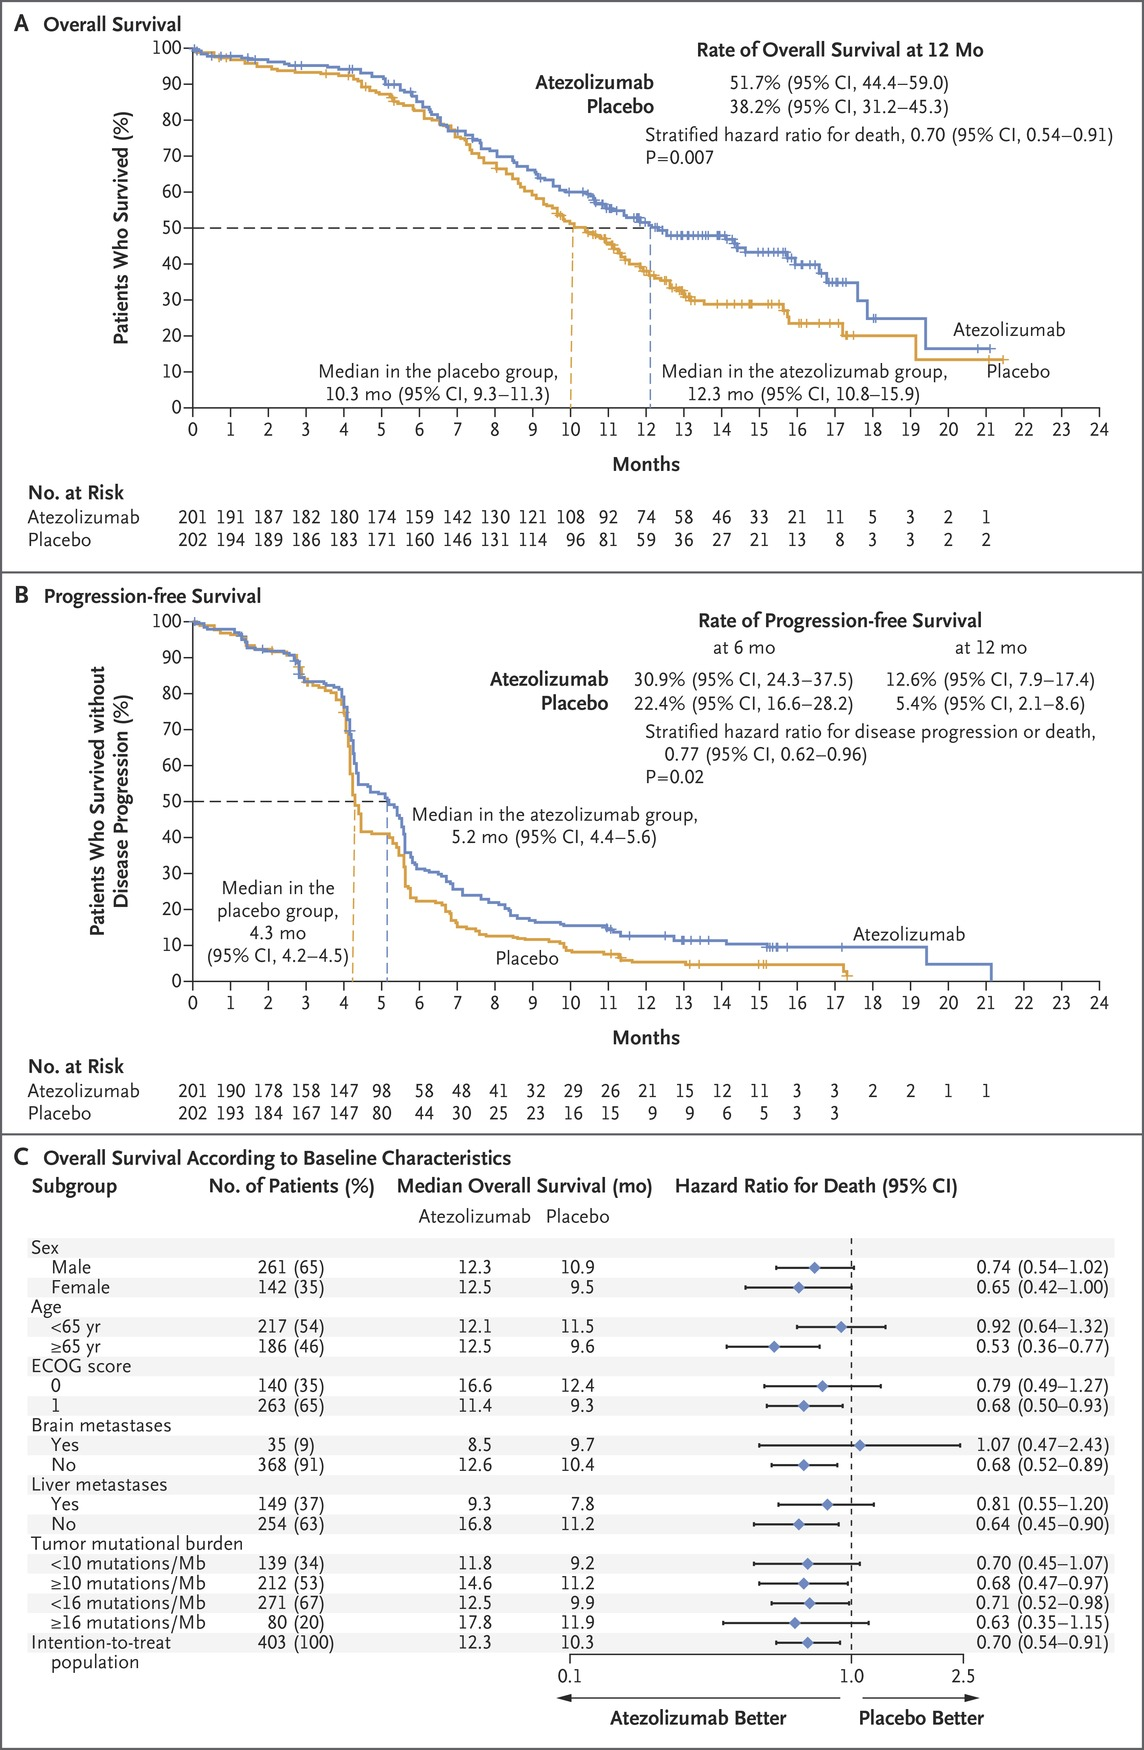 A Overall Survival
Rate of Overall Survival at 12 Mo
Atezolizumab 51.7% (95% CI, 44.4–59.0)
Placebo 38.2% (95% CI, 31.2–45.3)
Stratified hazard ratio for death, 0.70 (95% CI, 0.54–0.91)
P=0.007
Patients Who Survived (%)
100
90
80
70
60
50
40
30
20
10
0
Atezolizumab
Placebo
Median in the placebo group,
10.3 mo (95% CI, 9.3–11.3)
Median in the atezolizumab group,
12.3 mo (95% CI, 10.8–15.9)
0 1 2 3 4 5 6 7 8 9 10 11 12 13 14 15 16 17 18 19 20 21 22 23 24
Months
No. at Risk
Atezolizumab 201 191 187 182 180 174 159 142 130 121 108 92 74 58 46 33 21 11 5 3 2 1
Placebo 202 194 189 186 183 171 160 146 131 114 96 81 59 36 27 21 13 8 3 3 2 2
B Progression-free Survival
Rate of Progression-free Survival
at 6 mo at 12 mo
Atezolizumab 30.9% (95% CI, 24.3–37.5) 12.6% (95% CI, 7.9–17.4)
Placebo 22.4% (95% CI, 16.6–28.2) 5.4% (95% CI, 2.1–8.6)
Stratified hazard ratio for disease progression or death,
0.77 (95% CI, 0.62–0.96)
P=0.02
Patients Who Survived without
Disease Progression (%)
100
90
80
70
60
50
40
30
20
10
0
Median in the atezolizumab group,
5.2 mo (95% CI, 4.4–5.6)
Median in the
placebo group,
4.3 mo
(95% CI, 4.2–4.5)
Atezolizumab
Placebo
0 1 2 3 4 5 6 7 8 9 10 11 12 13 14 15 16 17 18 19 20 21 22 23 24
Months
No. at Risk
Atezolizumab 201 190 178 158 147 98 58 48 41 32 29 26 21 15 12 11 3 3 2 2 1 1
Placebo 202 193 184 167 147 80 44 30 25 23 16 15 9 9 6 5 3 3
C Overall Survival According to Baseline Characteristics
Subgroup No. of Patients (%) Median Overall Survival (mo) Hazard Ratio for Death (95% CI)
Atezolizumab Placebo
Sex
Male 261 (65) 12.3 10.9 0.74 (0.54–1.02)
Female 142 (35) 12.5 9.5 0.65 (0.42–1.00)
Age
<65 yr 217 (54) 12.1 11.5 0.92 (0.64–1.32)
≥65 yr 186 (46) 12.5 9.6 0.53 (0.36–0.77)
ECOG score
0 140 (35) 16.6 12.4 0.79 (0.49–1.27)
1 263 (65) 11.4 9.3 0.68 (0.50–0.93)
Brain metastases
Yes 35 (9) 8.5 9.7 1.07 (0.47–2.43)
No 368 (91) 12.6 10.4 0.68 (0.52–0.89)
Liver metastases
Yes 149 (37) 9.3 7.8 0.81 (0.55–1.20)
No 254 (63) 16.8 11.2 0.64 (0.45–0.90)
Tumor mutational burden
<10 mutations/Mb 139 (34) 11.8 9.2 0.70 (0.45–1.07)
≥10 mutations/Mb 212 (53) 14.6 11.2 0.68 (0.47–0.97)
<16 mutations/Mb 271 (67) 12.5 9.9 0.71 (0.52–0.98)
≥16 mutations/Mb 80 (20) 17.8 11.9 0.63 (0.35–1.15)
Intention-to-treat 403 (100) 12.3 10.3 0.70 (0.54–0.91)
population
0.1 1.0 2.5
Atezolizumab Better Placebo Better